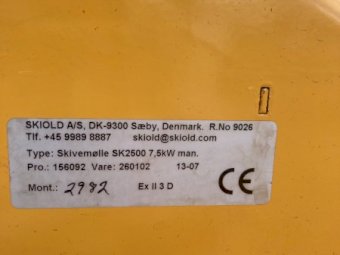 SKIOLD A/S, DK-9300 Sæby, Denmark. R.No 9026
Tlf. +45 9989 8887 skiold@skiold.com
Type: Skivemølle SK2500 7,5kW man.
Pro.: 156092 Vare: 260102 13-07
Mont.: 2982 Ex II 3 D CE